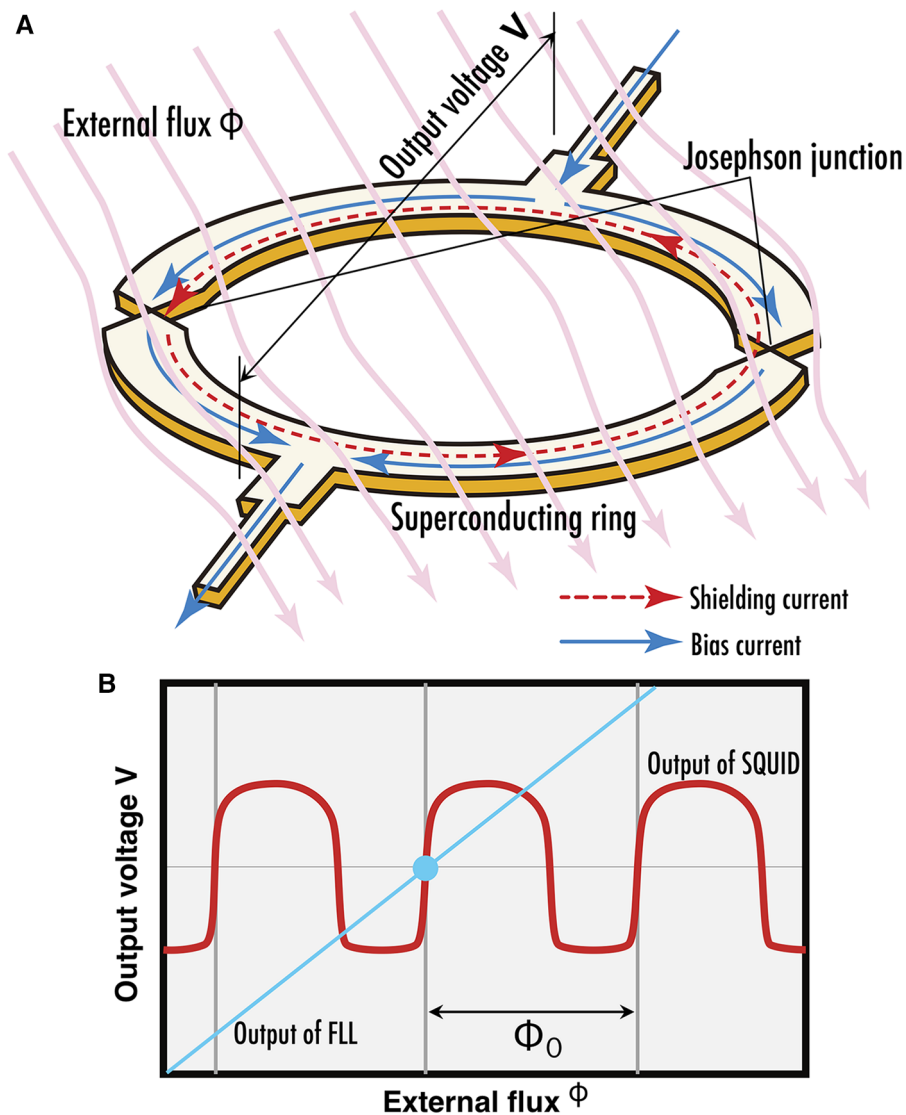 A
External flux Φ
Output voltage V
Josephson junction
Superconducting ring
Shielding current
Bias current
B
Output voltage V
Output of SQUID
Output of FLL
Φ0
External flux Φ